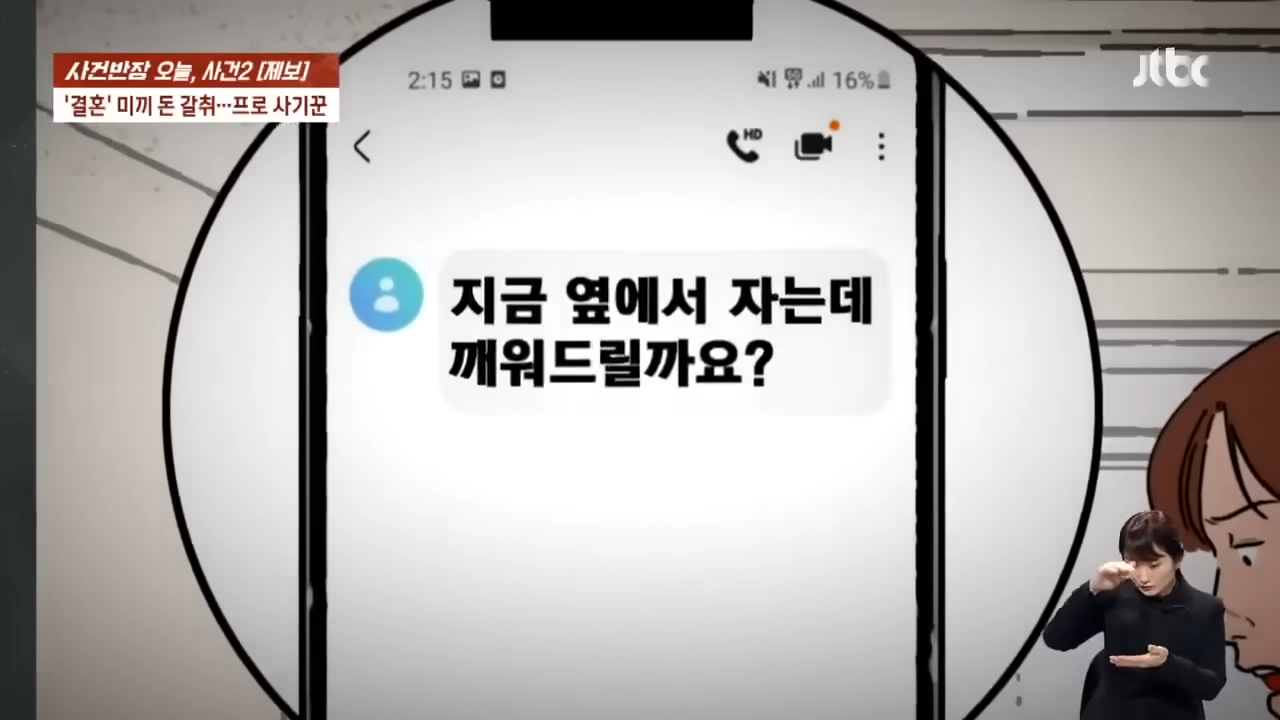 사건반장 오늘, 사건2 [제보]
'결혼' 미끼 돈 갈취…프로 사기꾼
jtbc
2:15
16%
HD
지금 옆에서 자는데
깨워드릴까요?